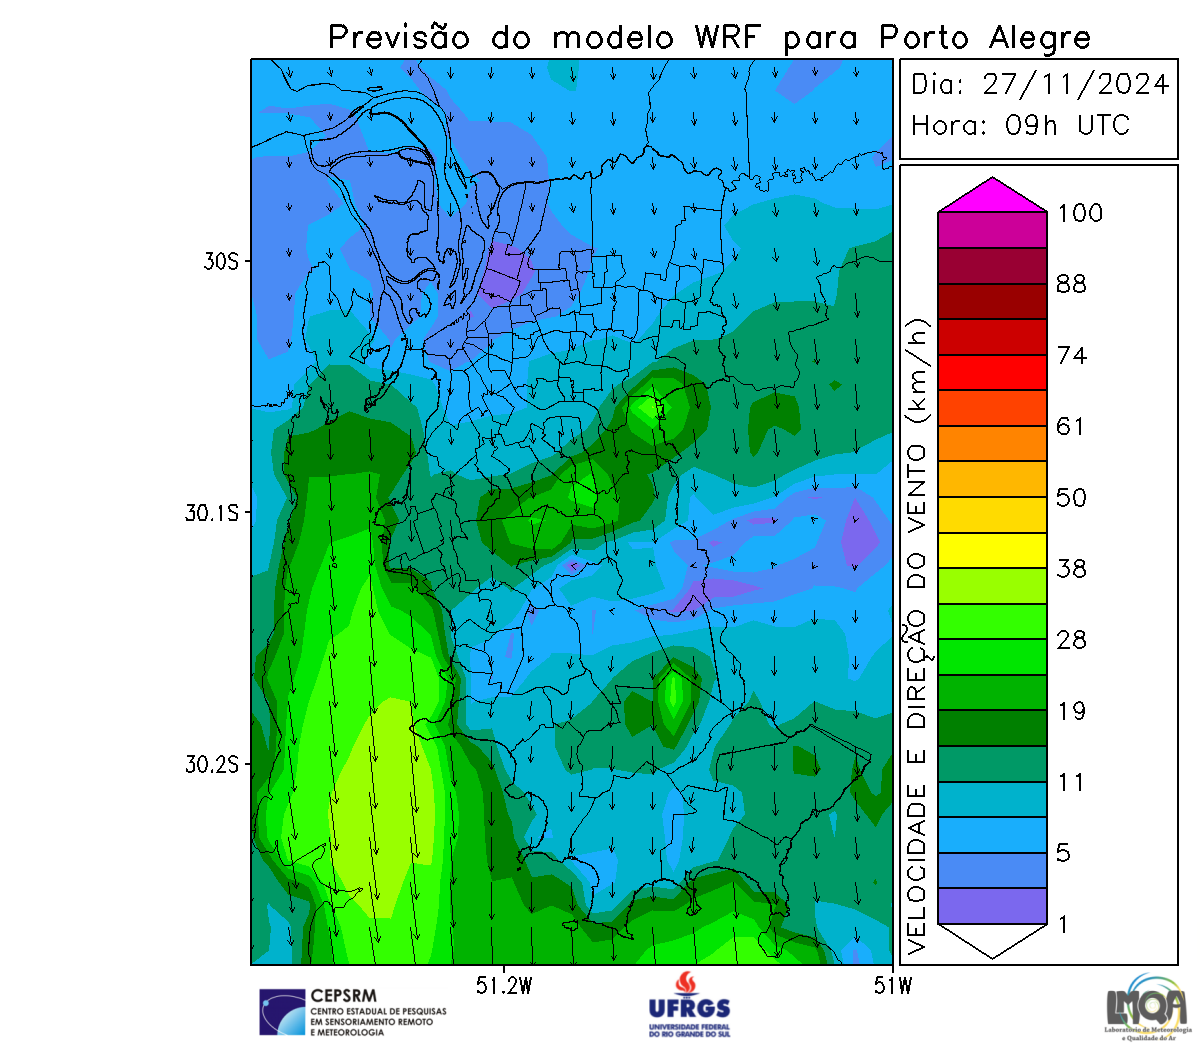 Previsão do modelo WRF para Porto Alegre
Dia: 27/11/2024
Hora: 09h UTC
30S
30.1S
30.2S
51.2W
51W
VELOCIDADE E DIREÇÃO DO VENTO (km/h)
100
88
74
61
50
38
28
19
11
5
1
CEPSRM
CENTRO ESTADUAL DE PESQUISAS
EM SENSORIAMENTO REMOTO
E METEOROLOGIA
UFRGS
UNIVERSIDADE FEDERAL
DO RIO GRANDE DO SUL
LMQA
Laboratório de Meteorologia
e Qualidade do Ar